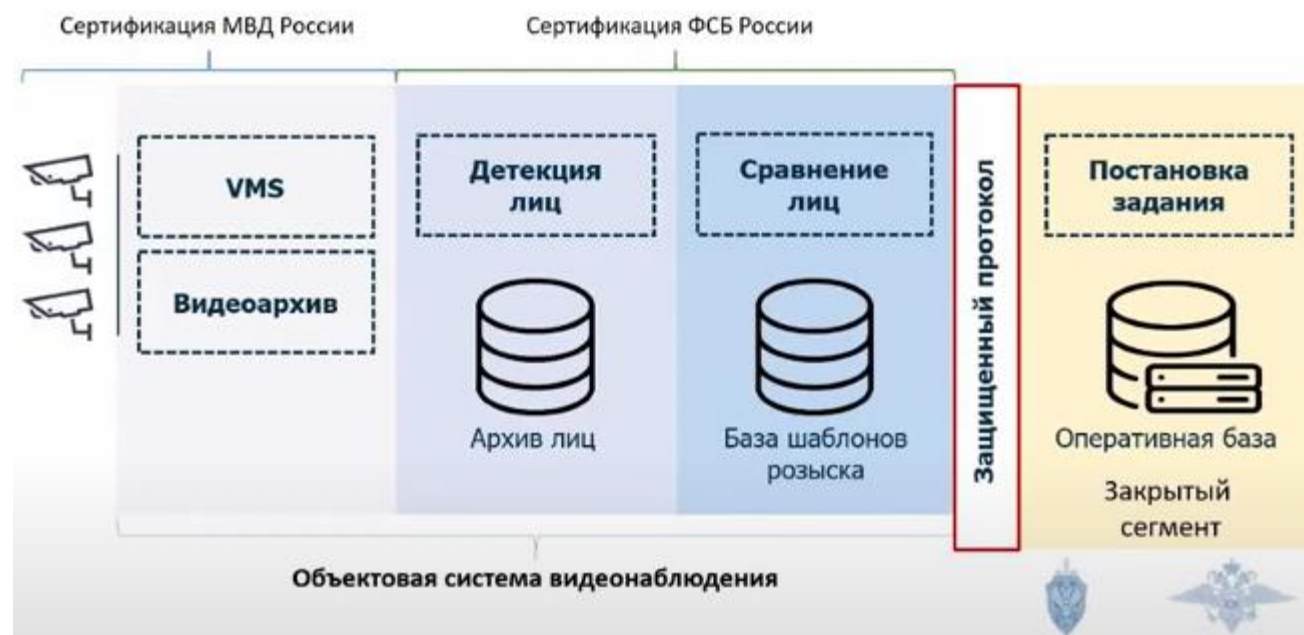 Сертификация МВД России
Сертификация ФСБ России
VMS
Видеоархив
Детекция
лиц
Архив лиц
Сравнение
лиц
База шаблонов
розыска
Защищенный протокол
Постановка
задания
Оперативная база
Закрытый
сегмент
Объектовая система видеонаблюдения